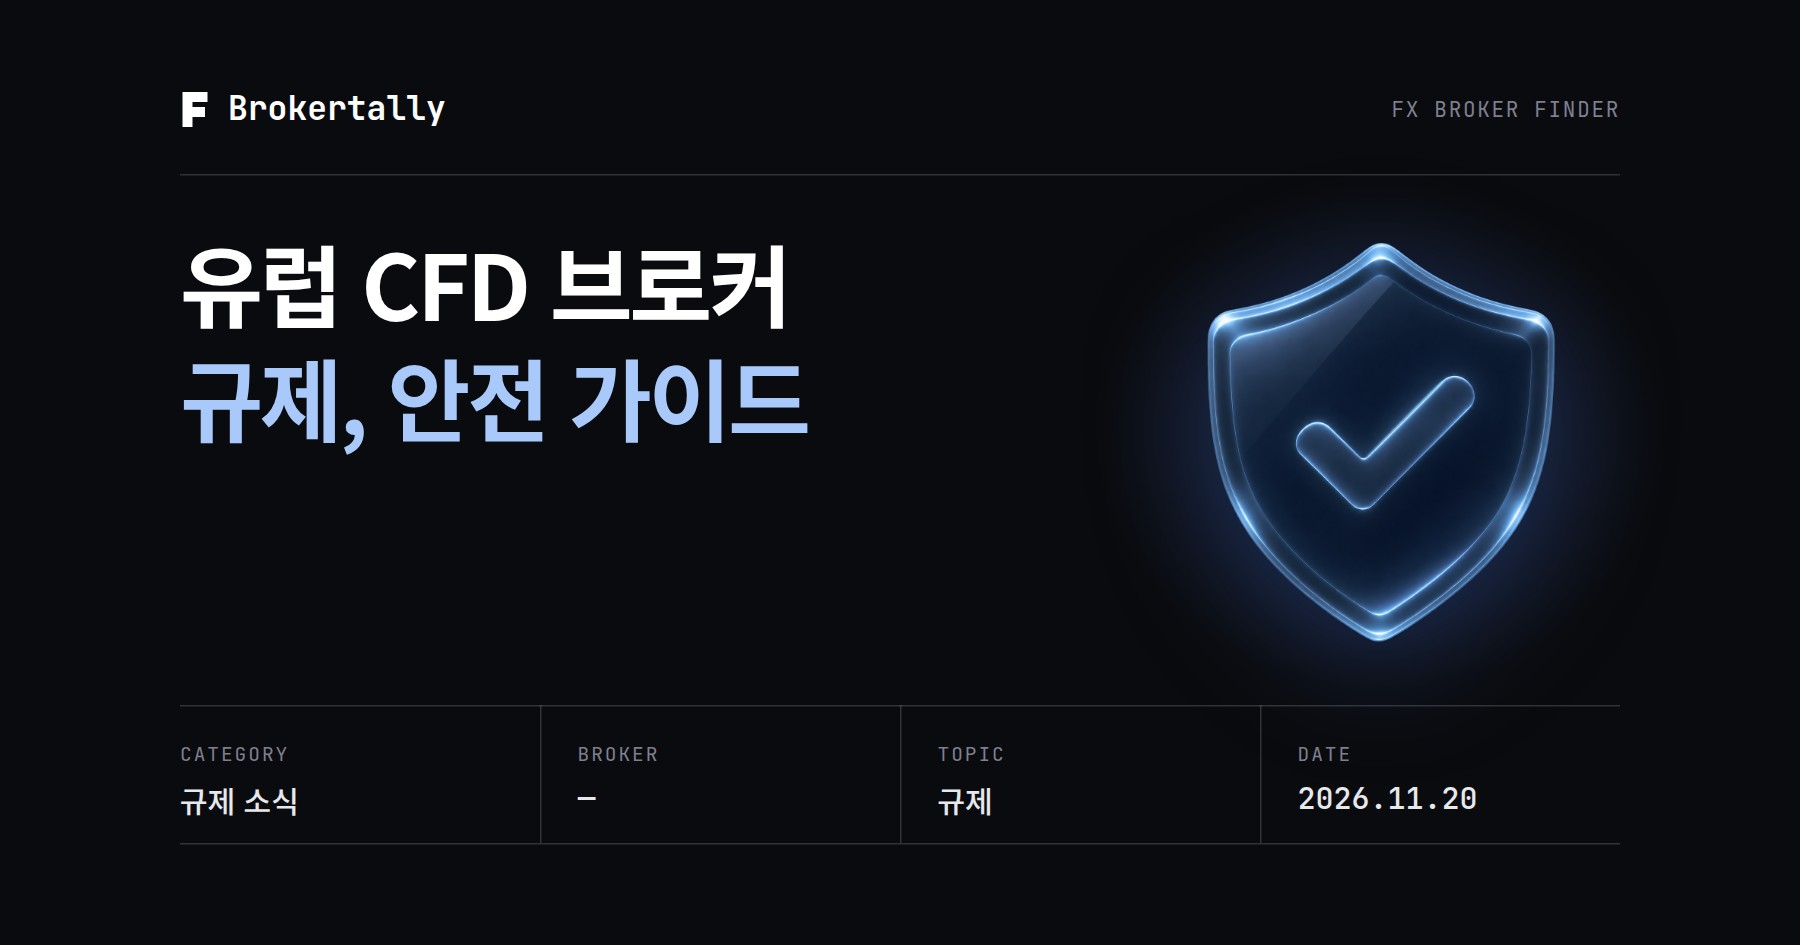 Brokertally
FX BROKER FINDER
유럽 CFD 브로커
규제, 안전 가이드
CATEGORY
규제 소식
BROKER
—
TOPIC
규제
DATE
2026.11.20